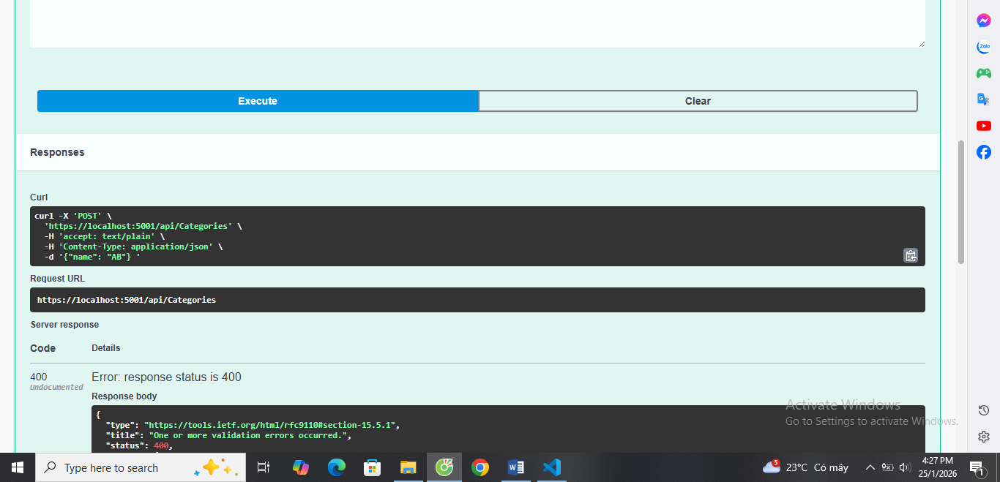 Execute
Clear
Responses
Curl
curl -X 'POST' \
'https://localhost:5001/api/Categories' \
-H 'accept: text/plain' \
-H 'Content-Type: application/json' \
-d '{"name": "AB"} '
Request URL
https://localhost:5001/api/Categories
Server response
Code
Details
400
Undocumented
Error: response status is 400
Response body
{
"type": "https://tools.ietf.org/html/rfc9110#section-15.5.1",
"title": "One or more validation errors occurred.",
"status": 400,
Activate Windows
Go to Settings to activate Windows.
Zalo
Type here to search
5
23°C Có mây
4:27 PM
25/1/2026
1